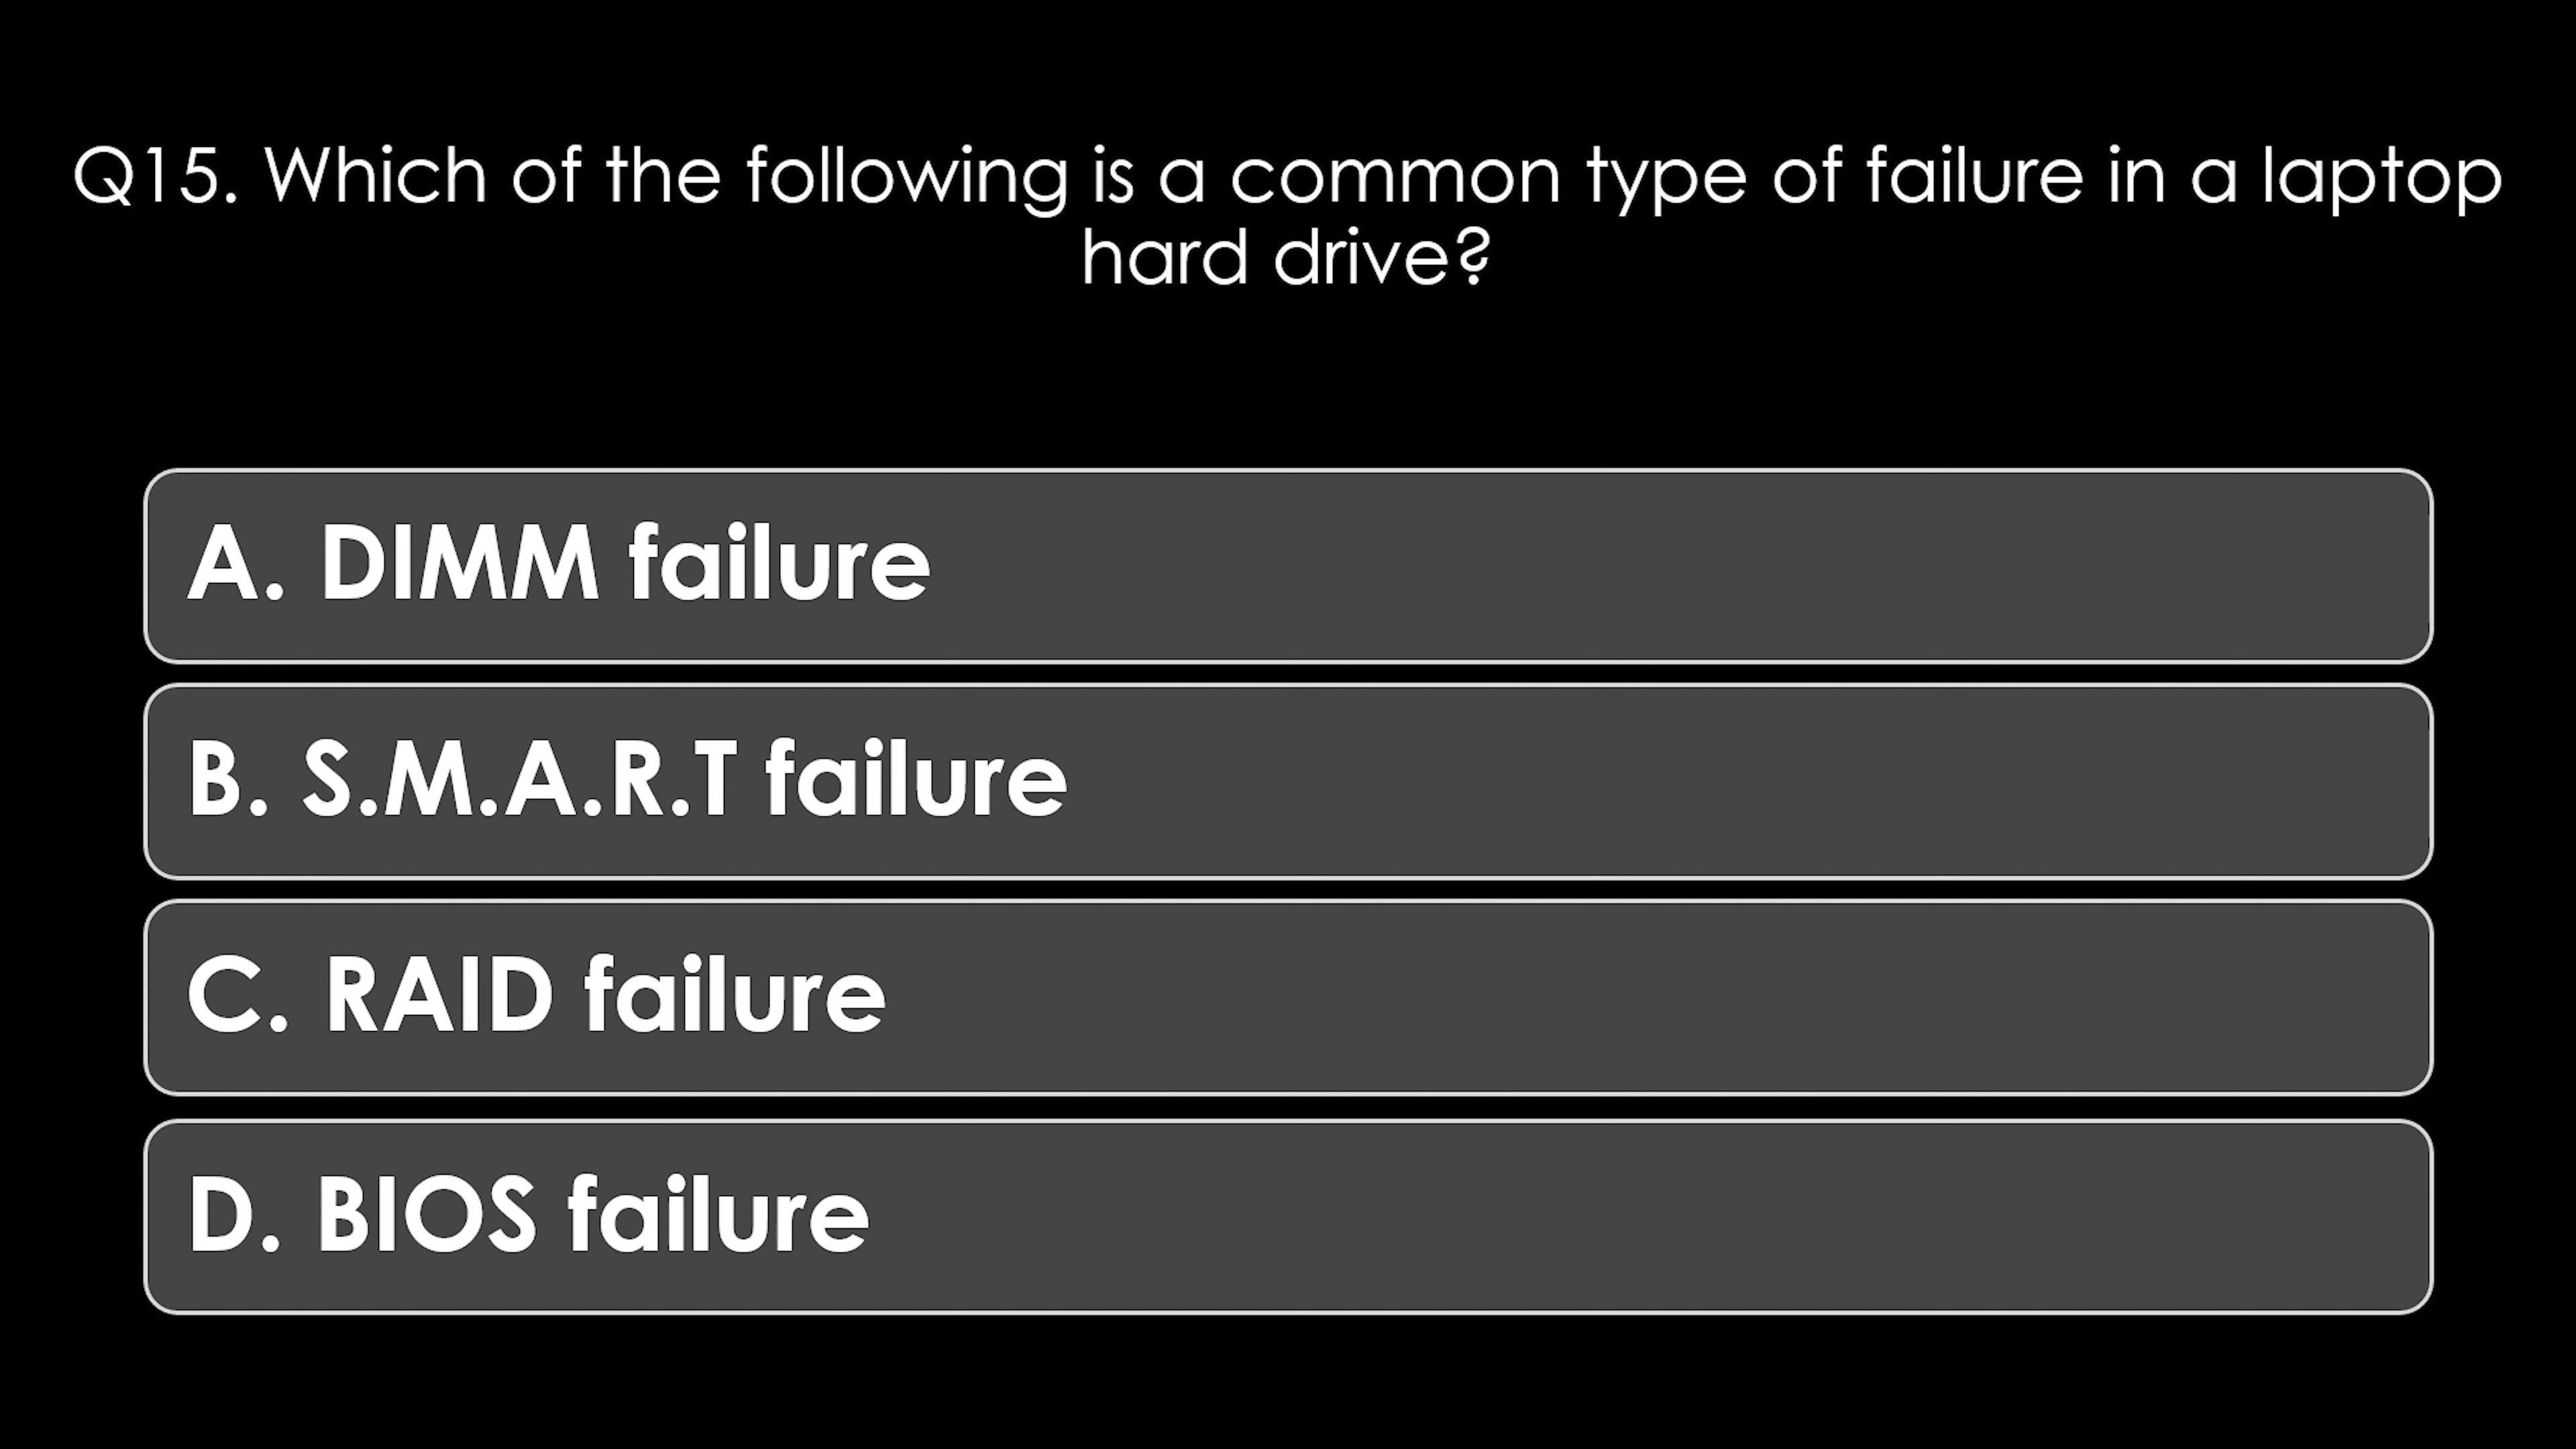 Q15. Which of the following is a common type of failure in a laptop
hard drive?
A. DIMM failure
B. S.M.A.R.T failure
C. RAID failure
D. BIOS failure